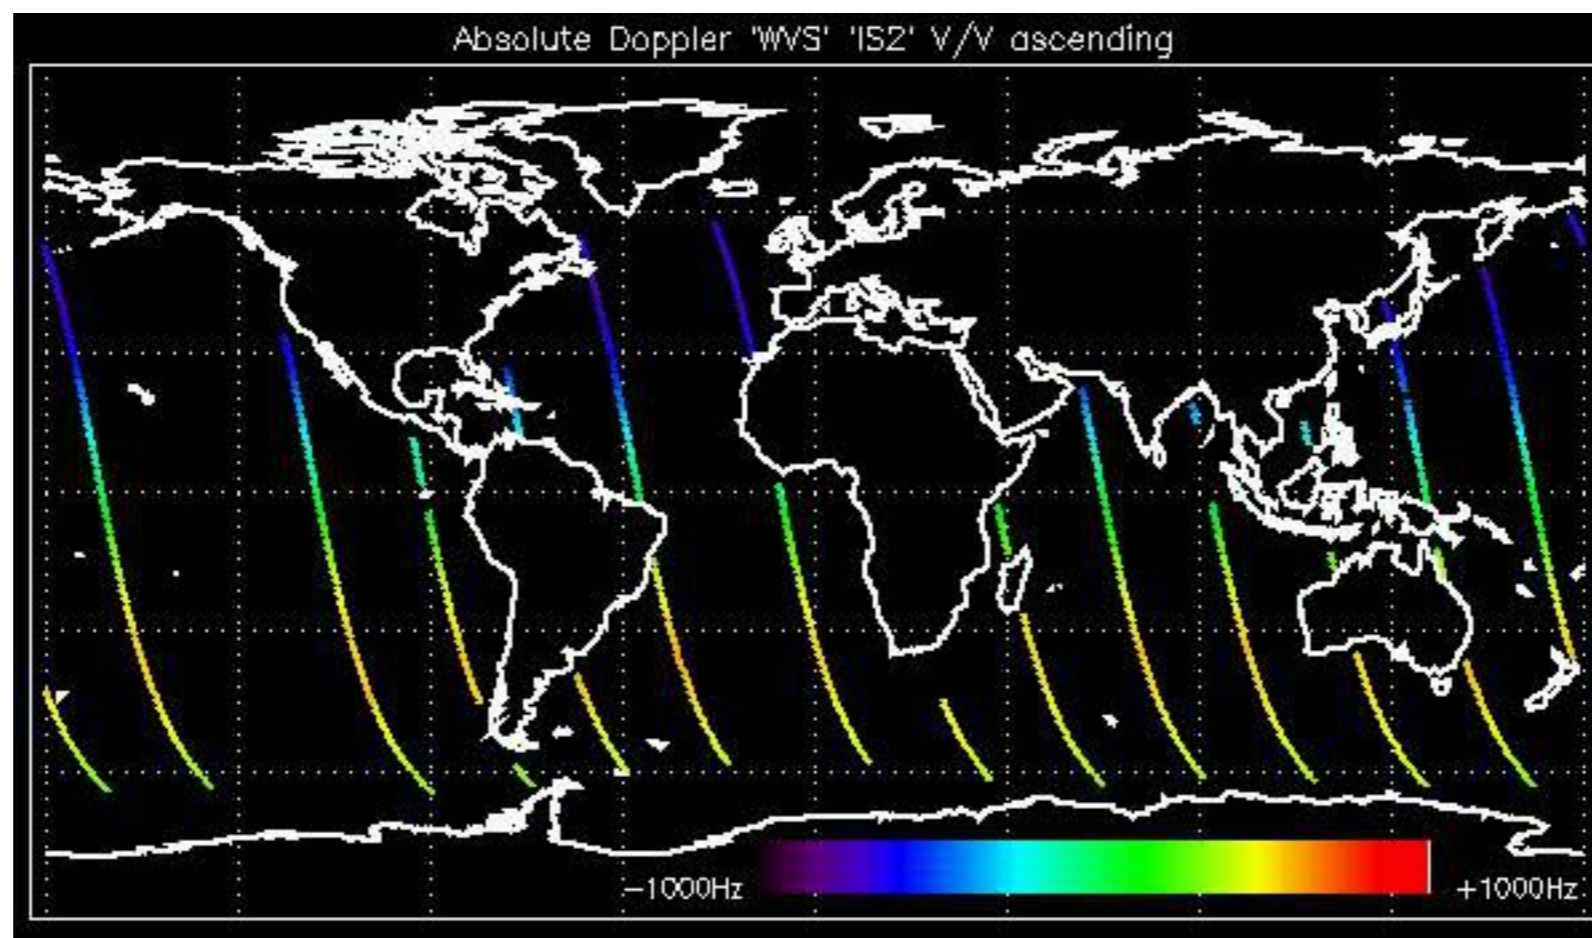 Absolute Doppler 'WVS' 'IS2' V/V ascending
−1000Hz
+1000Hz